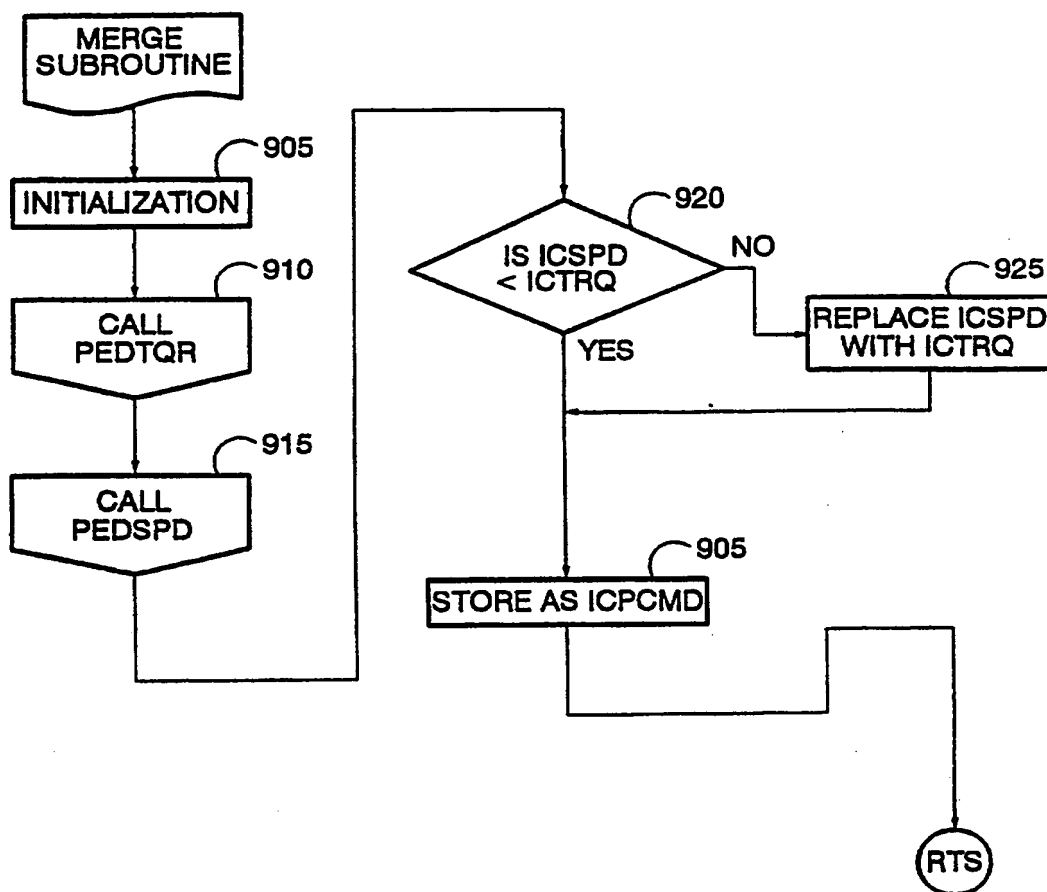 MERGE
SUBROUTINE
905
INITIALIZATION
910
CALL
PEDTQR
915
CALL
PEDSPD
920
IS ICSPD
< ICTRQ
NO
YES
925
REPLACE ICSPD
WITH ICTRQ
905
STORE AS ICPCMD
RTS